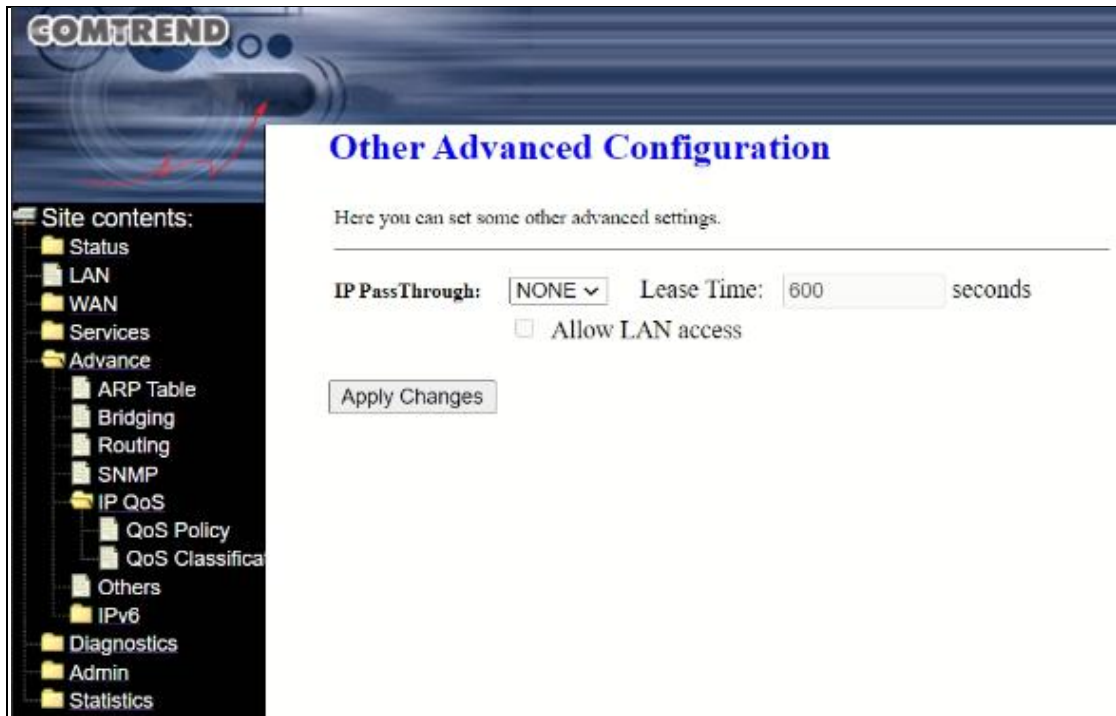 COMTREND
Other Advanced Configuration
Here you can set some other advanced settings.
IP PassThrough: NONE Lease Time: 600 seconds
Allow LAN access
Apply Changes
Site contents:
Status
LAN
WAN
Services
Advance
ARP Table
Bridging
Routing
SNMP
IP QoS
QoS Policy
QoS Classifica
Others
IPv6
Diagnostics
Admin
Statistics